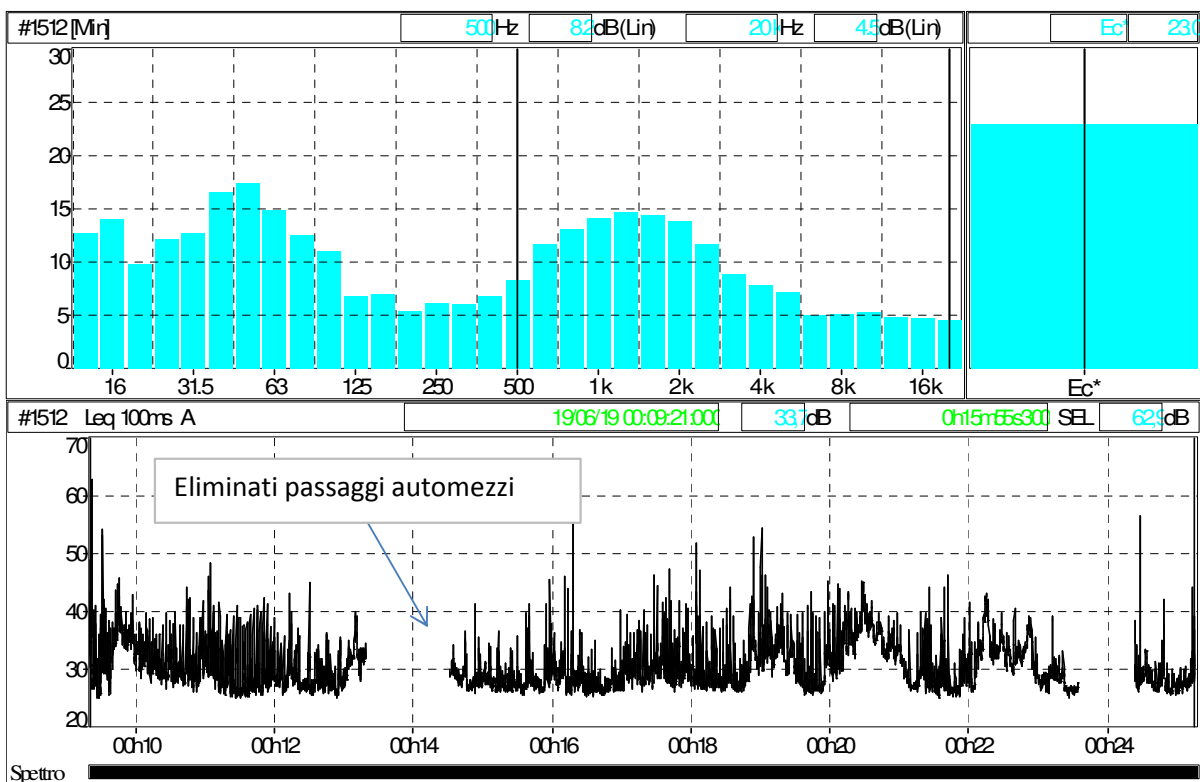 #1512 [Min] 500 Hz 8.2 dB(Lin) 20k Hz 4.5 dB(Lin) Ec* 23.0
30
25
20
15
10
5
0
16 31.5 63 125 250 500 1k 2k 4k 8k 16k
Ec*
#1512 Leq 100ms A 19/06/19 00:09:21:000 33,7 dB 0h15m55s300 SEL 62,9 dB
70
60
50
40
30
20
Eliminati passaggi automezzi
00h10 00h12 00h14 00h16 00h18 00h20 00h22 00h24
Spettro